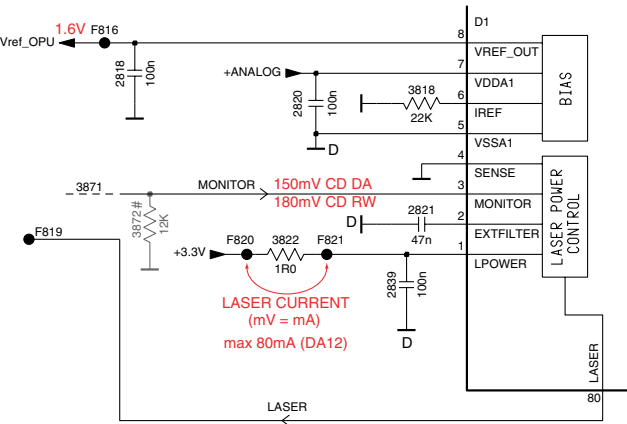 1.6V F816
D1
Vref_OPU
8
VREF_OUT
2818
100n
+ANALOG
7
VDDA1
BIAS
2820
100n
3818
22K
6
IREF
5
VSSA1
D
4
SENSE
3871
MONITOR
150mV CD DA
180mV CD RW
3
MONITOR
3872#
12K
LASER POWER
CONTROL
F819
D
2821
47n
2
EXTFILTER
+3.3V
F820
3822
F821
1R0
1
LPOWER
2839
100n
LASER CURRENT
(mV = mA)
max 80mA (DA12)
D
LASER
80
LASER